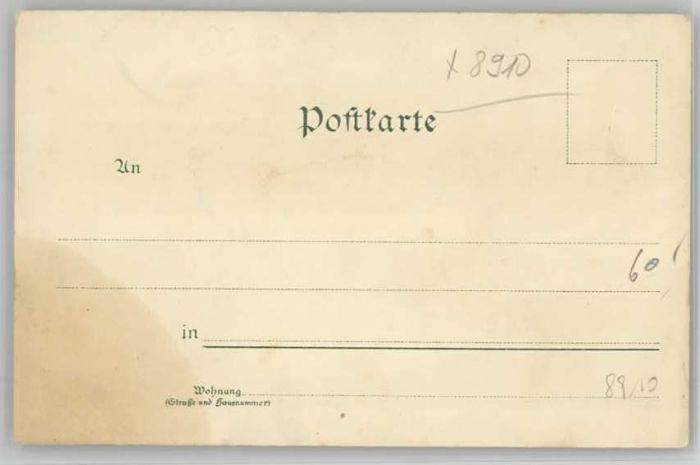 x 8910
Postkarte
An
60
in
8910
Wohnung
(Straße und Hausnummer)